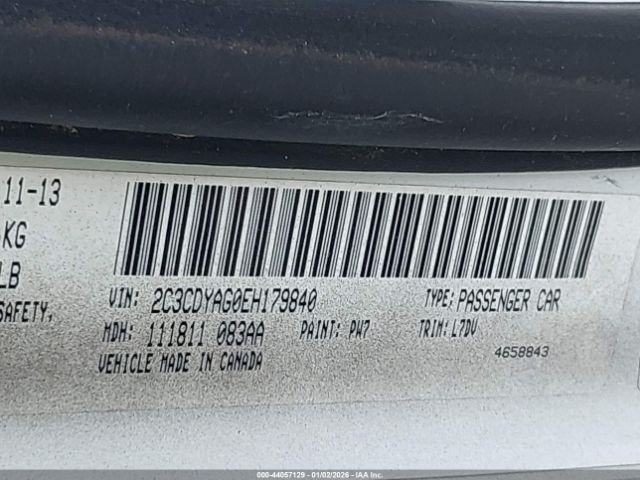 11-13
KG
LB
SAFETY,
VIN: 2C3CDYAG0EH179840 TYPE: PASSENGER CAR
MDH: 111811 083AA PAINT: PW7 TRIM: L7DV
VEHICLE MADE IN CANADA 4658843
000-44057129 - 01/02/2026 - © IAA Inc.